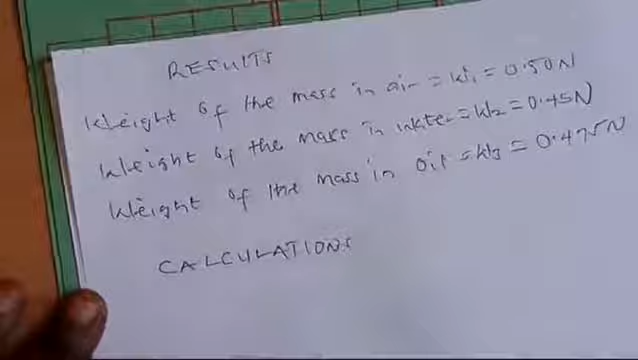 RESULTS
Weight of the mass in air = W1 = 0.50N
Weight of the mass in water = W2 = 0.45N
Weight of the mass in oil = W3 = 0.475N
CALCULATIONS